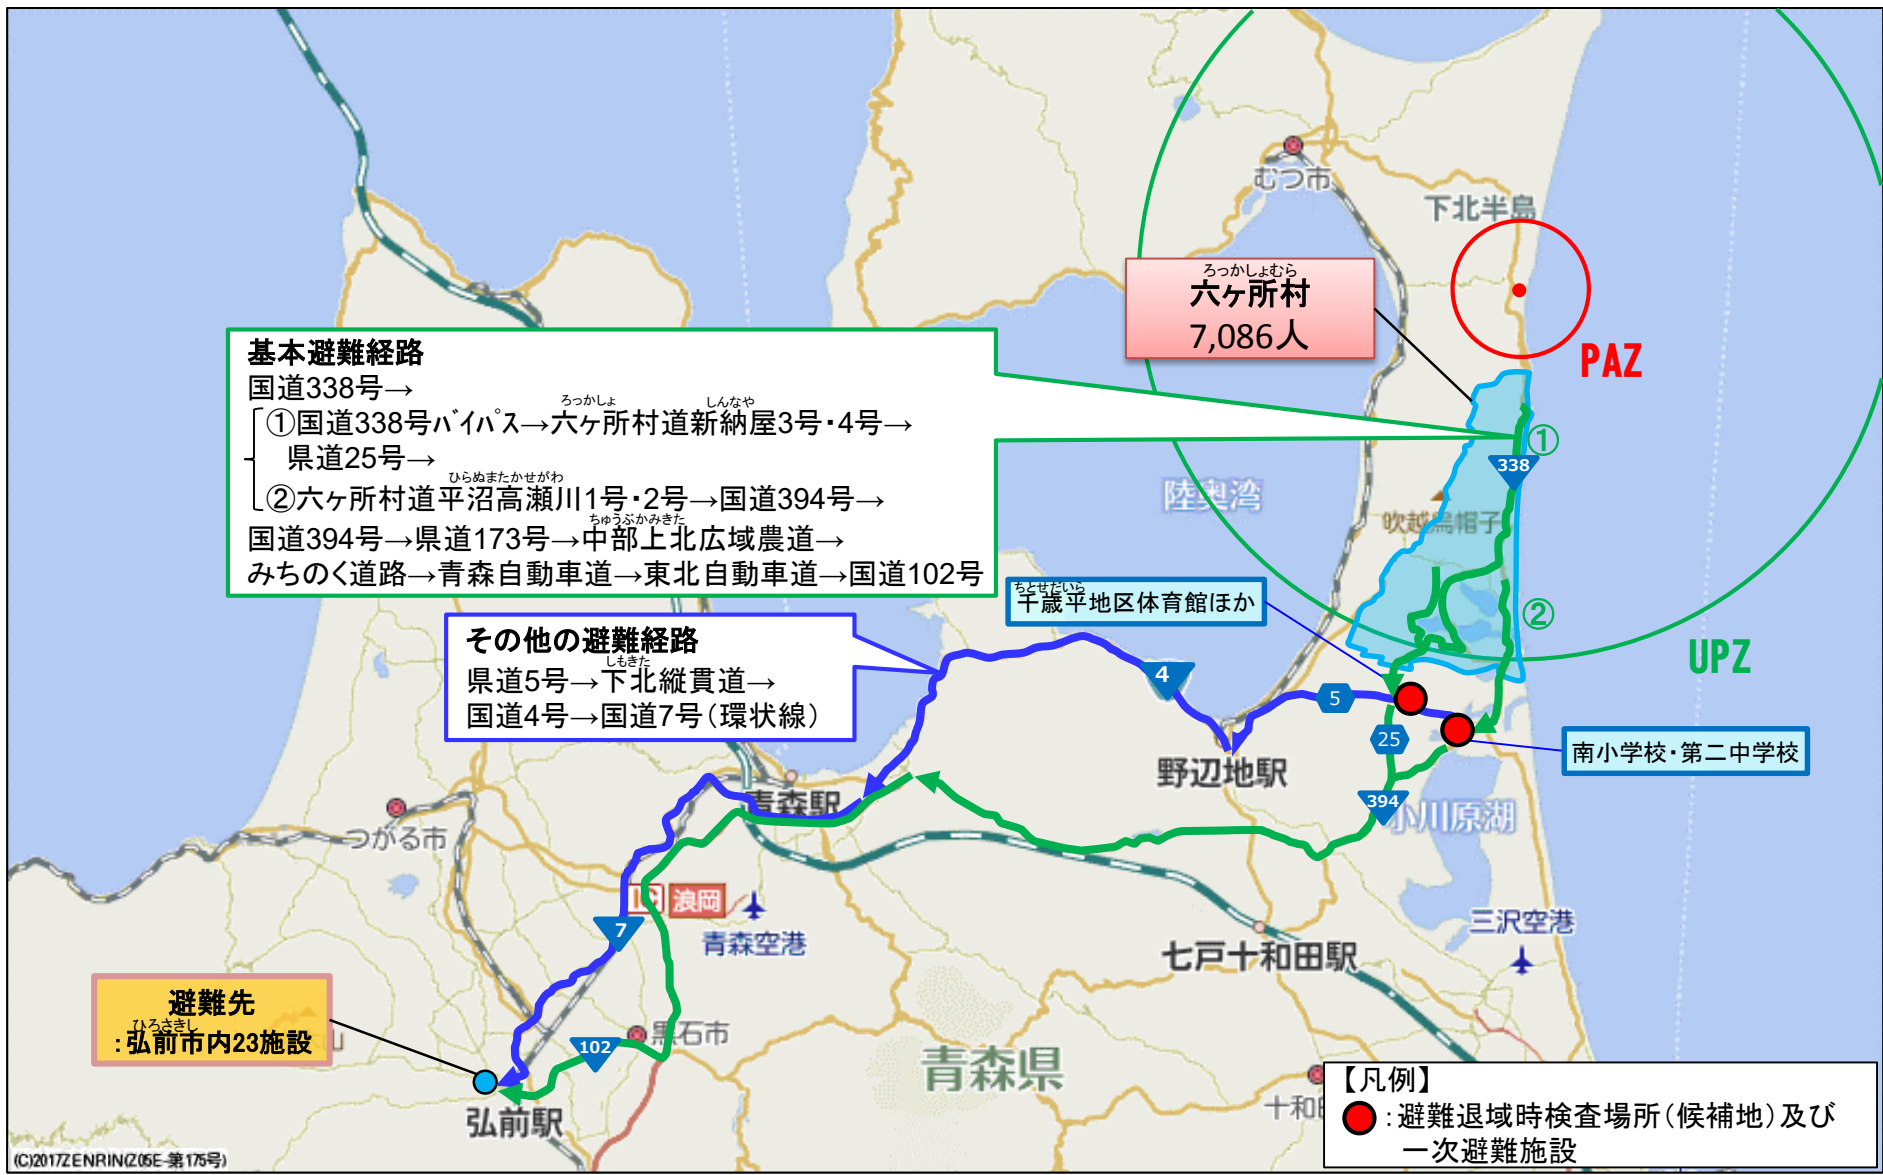 むつ市
下北半島
ろっかしょむら
六ヶ所村
7,086人
PAZ
基本避難経路
国道338号→
①国道338号バイパス→六ヶ所村道新納屋3号・4号→
ろっかしょ
しんなや
県道25号→
ひらぬまたかせがわ
②六ヶ所村道平沼高瀬川1号・2号→国道394号→
ちゅうぶかみきた
国道394号→県道173号→中部上北広域農道→
みちのく道路→青森自動車道→東北自動車道→国道102号
①
338
陸奥湾
吹越烏帽子
ちとせだいら
千歳平地区体育館ほか
②
UPZ
その他の避難経路
しもきた
県道5号→下北縦貫道→
国道4号→国道7号(環状線)
4
5
25
南小学校・第二中学校
野辺地駅
青森駅
394
小川原湖
つがる市
IC
浪岡
7
青森空港
三沢空港
七戸十和田駅
避難先
ひろさきし
:弘前市内23施設
山
黒石市
102
青森県
弘前駅
十和
【凡例】
:避難退域時検査場所(候補地)及び
一次避難施設
(C)2017ZENRIN(Z05E-第175号)